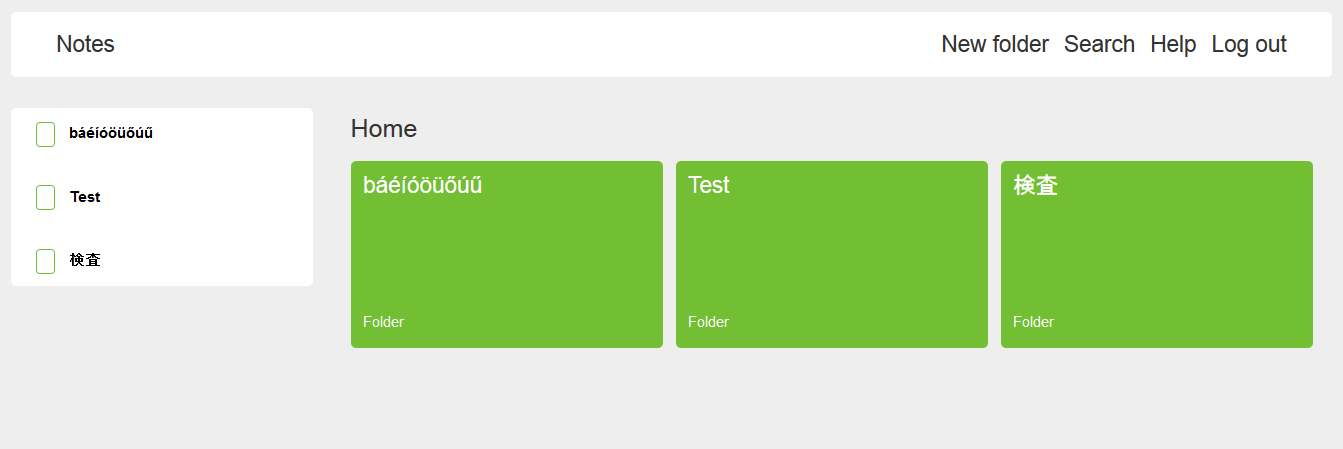 Notes
New folder Search Help Log out
báéíóöüőúű
Test
検査
Home
báéíóöüőúű
Folder
Test
Folder
検査
Folder